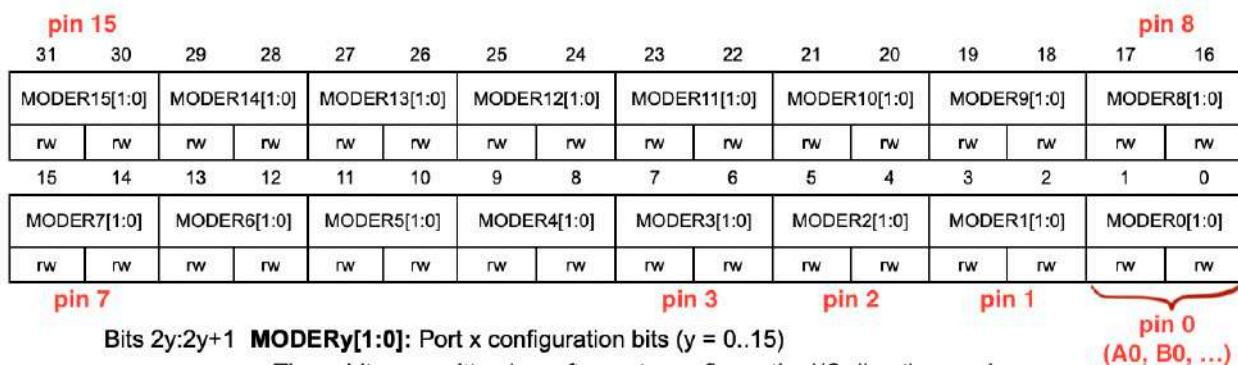 pin 15 pin 8
31 30 29 28 27 26 25 24 23 22 21 20 19 18 17 16
MODER15[1:0] MODER14[1:0] MODER13[1:0] MODER12[1:0] MODER11[1:0] MODER10[1:0] MODER9[1:0] MODER8[1:0]
rw rw rw rw rw rw rw rw rw rw rw rw rw rw rw rw
15 14 13 12 11 10 9 8 7 6 5 4 3 2 1 0
MODER7[1:0] MODER6[1:0] MODER5[1:0] MODER4[1:0] MODER3[1:0] MODER2[1:0] MODER1[1:0] MODER0[1:0]
rw rw rw rw rw rw rw rw rw rw rw rw rw rw rw rw
pin 7 pin 3 pin 2 pin 1
pin 0
Bits 2y:2y+1 MODERy[1:0]: Port x configuration bits (y = 0..15)
(A0, B0, ...)